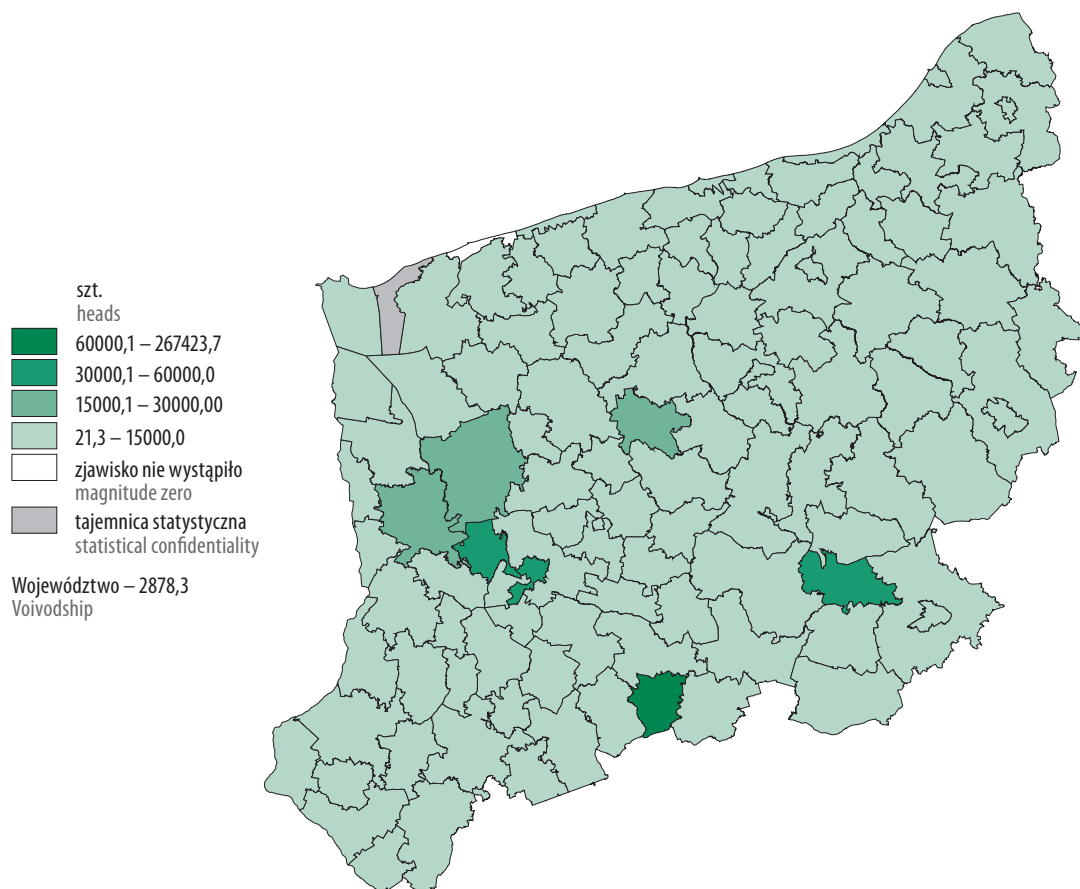 szt.
heads
60000,1 – 267423,7
30000,1 – 60000,0
15000,1 – 30000,00
21,3 – 15000,0
zjawisko nie wystąpiło
magnitude zero
tajemnica statystyczna
statistical confidentiality
Województwo – 2878,3
Voivodship